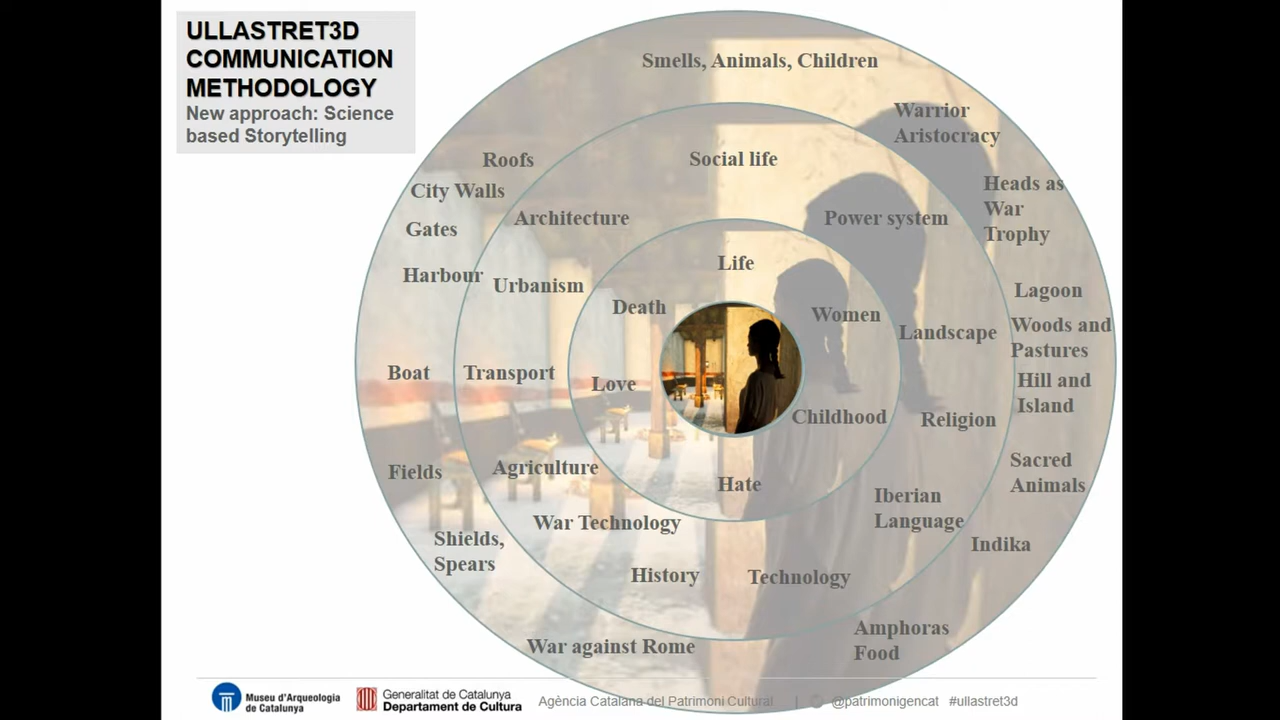 ULLASTRET3D
COMMUNICATION
METHODOLOGY
New approach: Science
based Storytelling
Smells, Animals, Children
Warrior
Aristocracy
Roofs
Social life
City Walls
Heads as
War
Trophy
Architecture
Power system
Gates
Life
Harbour
Urbanism
Lagoon
Death
Women
Landscape
Woods and
Pastures
Boat
Transport
Love
Hill and
Island
Childhood
Religion
Fields
Agriculture
Hate
Sacred
Animals
Iberian
Language
War Technology
Shields,
Spears
Indika
History
Technology
War against Rome
Amphoras
Food
Museu d'Arqueologia
de Catalunya
Generalitat de Catalunya
Departament de Cultura
Agència Catalana del Patrimoni Cultural | @patrimonigencat #ullastret3d